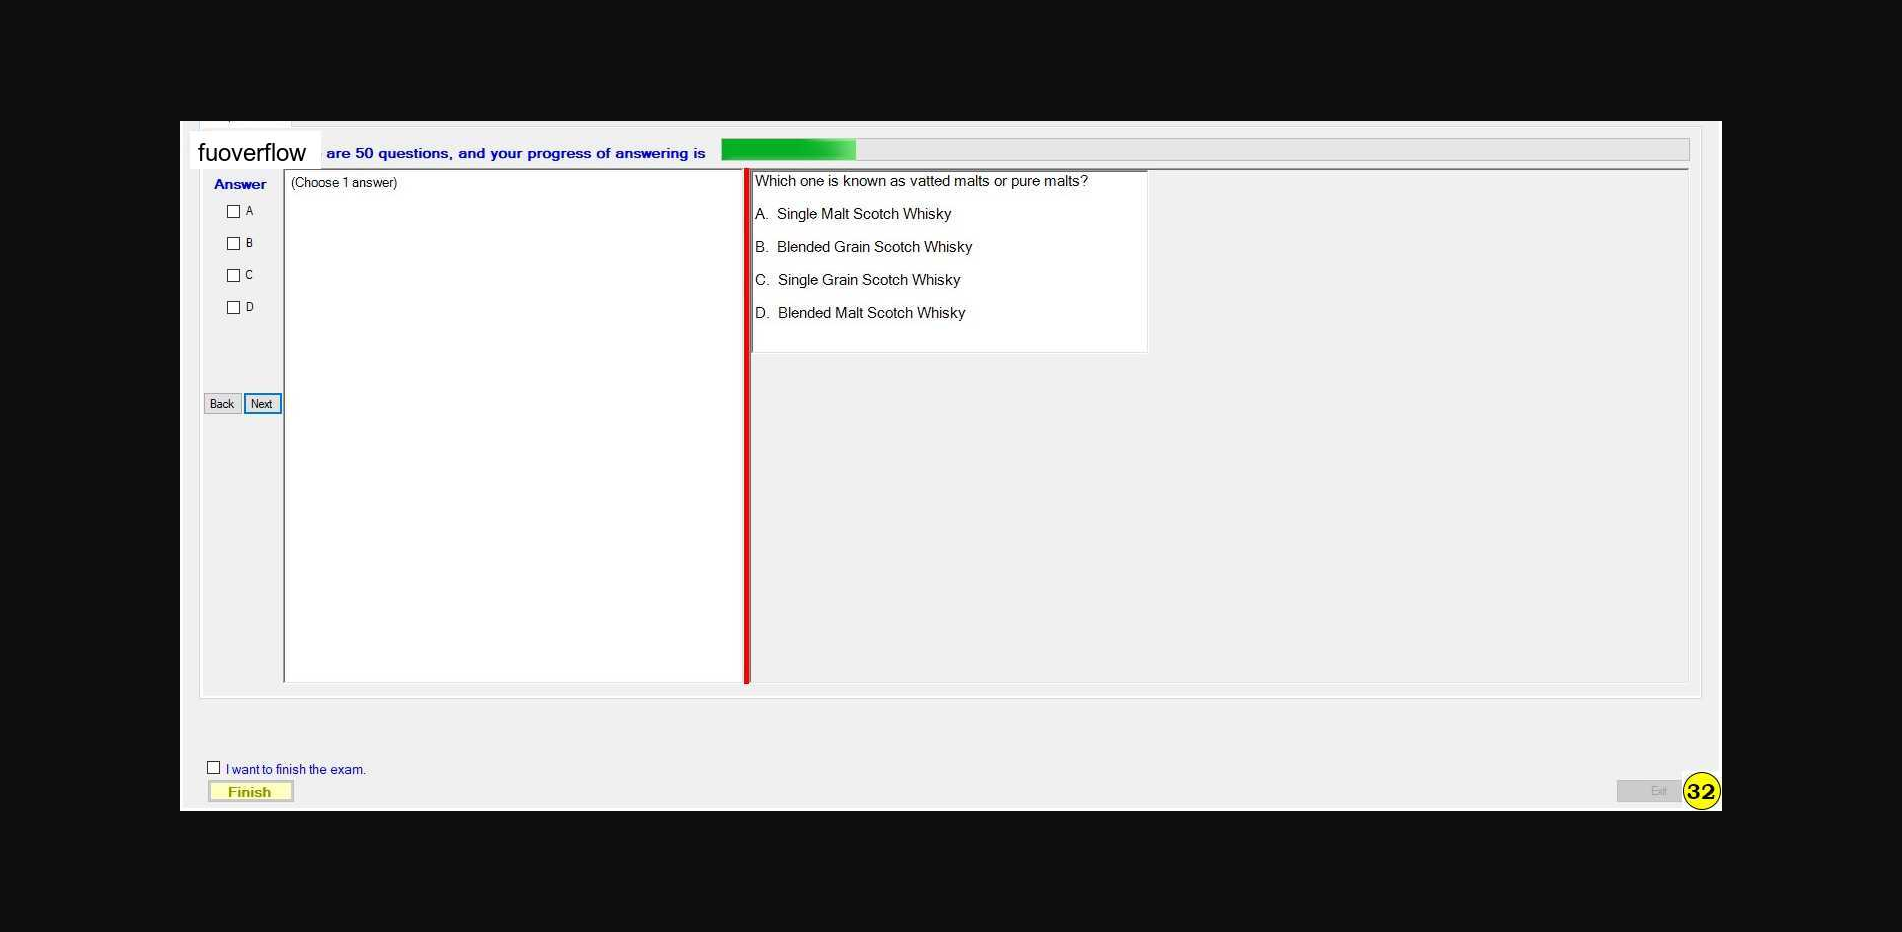 fuoverflow are 50 questions, and your progress of answering is
Answer
(Choose 1 answer)
A
B
C
D
Back Next
Which one is known as vatted malts or pure malts?
A. Single Malt Scotch Whisky
B. Blended Grain Scotch Whisky
C. Single Grain Scotch Whisky
D. Blended Malt Scotch Whisky
I want to finish the exam.
Finish
Exit
32